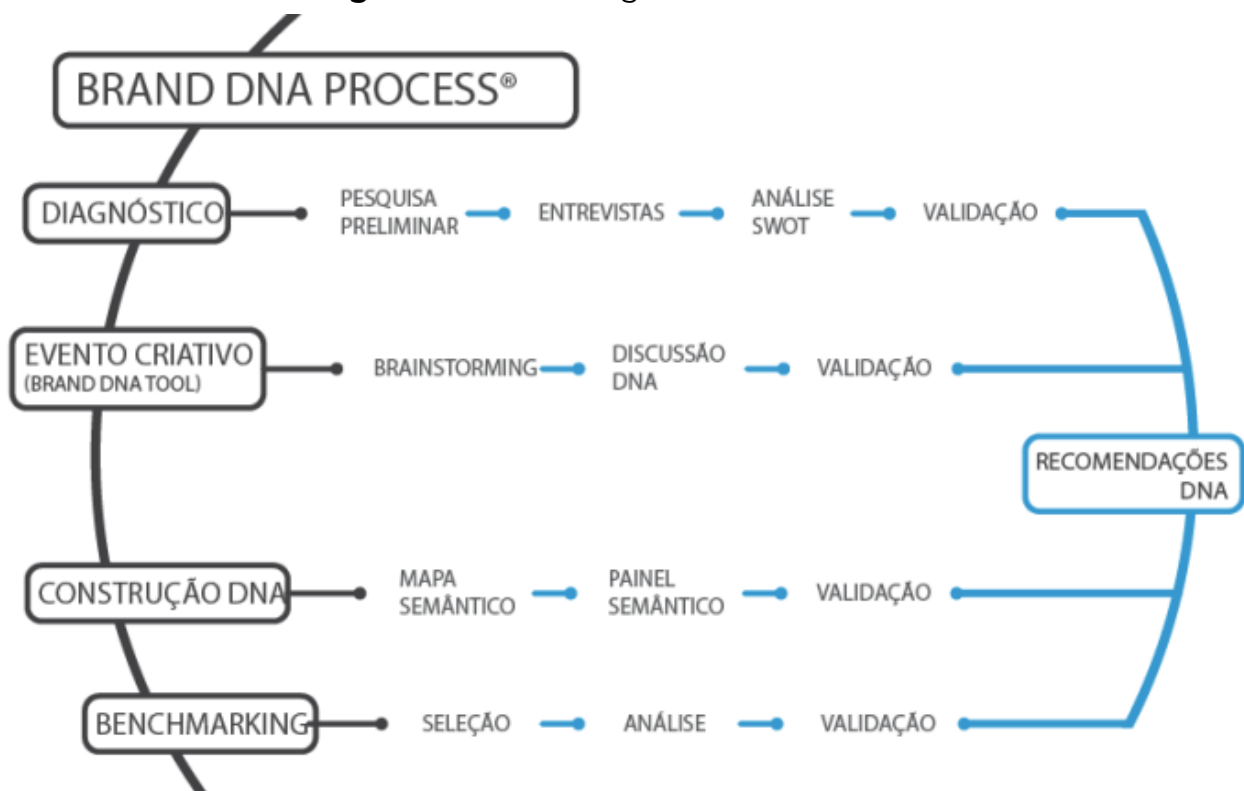 BRAND DNA PROCESS®
DIAGNÓSTICO
PESQUISA
PRELIMINAR
ENTREVISTAS
ANÁLISE
SWOT
VALIDAÇÃO
EVENTO CRIATIVO
(BRAND DNA TOOL)
BRAINSTORMING
DISCUSSÃO
DNA
VALIDAÇÃO
RECOMENDAÇÕES
DNA
CONSTRUÇÃO DNA
MAPA
SEMÂNTICO
PAINEL
SEMÂNTICO
VALIDAÇÃO
BENCHMARKING
SELEÇÃO
ANÁLISE
VALIDAÇÃO